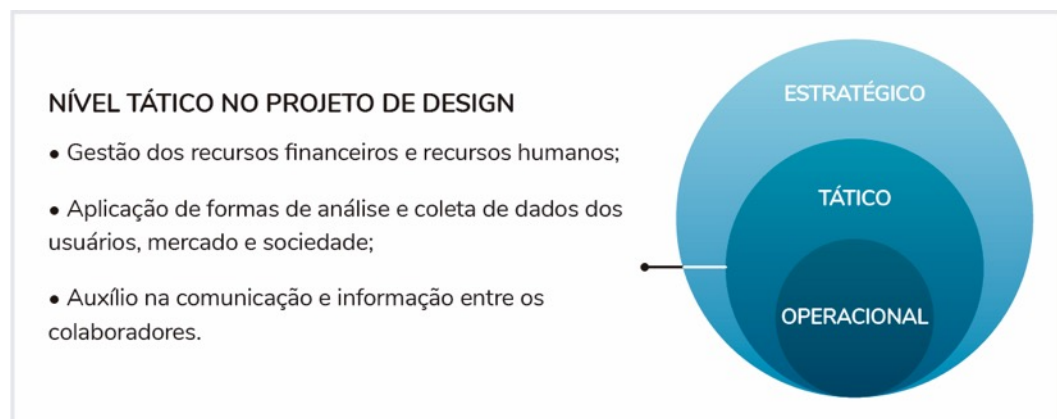 NÍVEL TÁTICO NO PROJETO DE DESIGN
• Gestão dos recursos financeiros e recursos humanos;
• Aplicação de formas de análise e coleta de dados dos
usuários, mercado e sociedade;
• Auxílio na comunicação e informação entre os
colaboradores.
ESTRATÉGICO
TÁTICO
OPERACIONAL